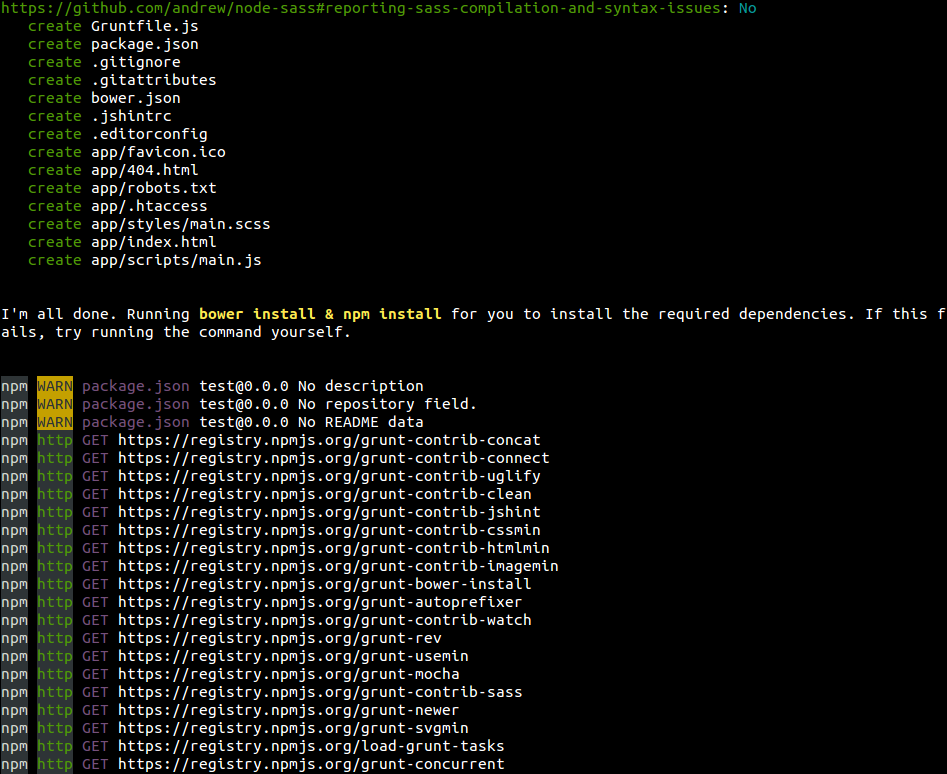 https://github.com/andrew/node-sass#reporting-sass-compilation-and-syntax-issues: No
create Gruntfile.js
create package.json
create .gitignore
create .gitattributes
create bower.json
create .jshintrc
create .editorconfig
create app/favicon.ico
create app/404.html
create app/robots.txt
create app/.htaccess
create app/styles/main.scss
create app/index.html
create app/scripts/main.js
I'm all done. Running bower install & npm install for you to install the required dependencies. If this f
ails, try running the command yourself.
npm WARN package.json test@0.0.0 No description
npm WARN package.json test@0.0.0 No repository field.
npm WARN package.json test@0.0.0 No README data
npm http GET https://registry.npmjs.org/grunt-contrib-concat
npm http GET https://registry.npmjs.org/grunt-contrib-connect
npm http GET https://registry.npmjs.org/grunt-contrib-uglify
npm http GET https://registry.npmjs.org/grunt-contrib-clean
npm http GET https://registry.npmjs.org/grunt-contrib-jshint
npm http GET https://registry.npmjs.org/grunt-contrib-cssmin
npm http GET https://registry.npmjs.org/grunt-contrib-htmlmin
npm http GET https://registry.npmjs.org/grunt-contrib-imagemin
npm http GET https://registry.npmjs.org/grunt-bower-install
npm http GET https://registry.npmjs.org/grunt-autoprefixer
npm http GET https://registry.npmjs.org/grunt-contrib-watch
npm http GET https://registry.npmjs.org/grunt-rev
npm http GET https://registry.npmjs.org/grunt-usemin
npm http GET https://registry.npmjs.org/grunt-mocha
npm http GET https://registry.npmjs.org/grunt-contrib-sass
npm http GET https://registry.npmjs.org/grunt-newer
npm http GET https://registry.npmjs.org/grunt-svgmin
npm http GET https://registry.npmjs.org/load-grunt-tasks
npm http GET https://registry.npmjs.org/grunt-concurrent